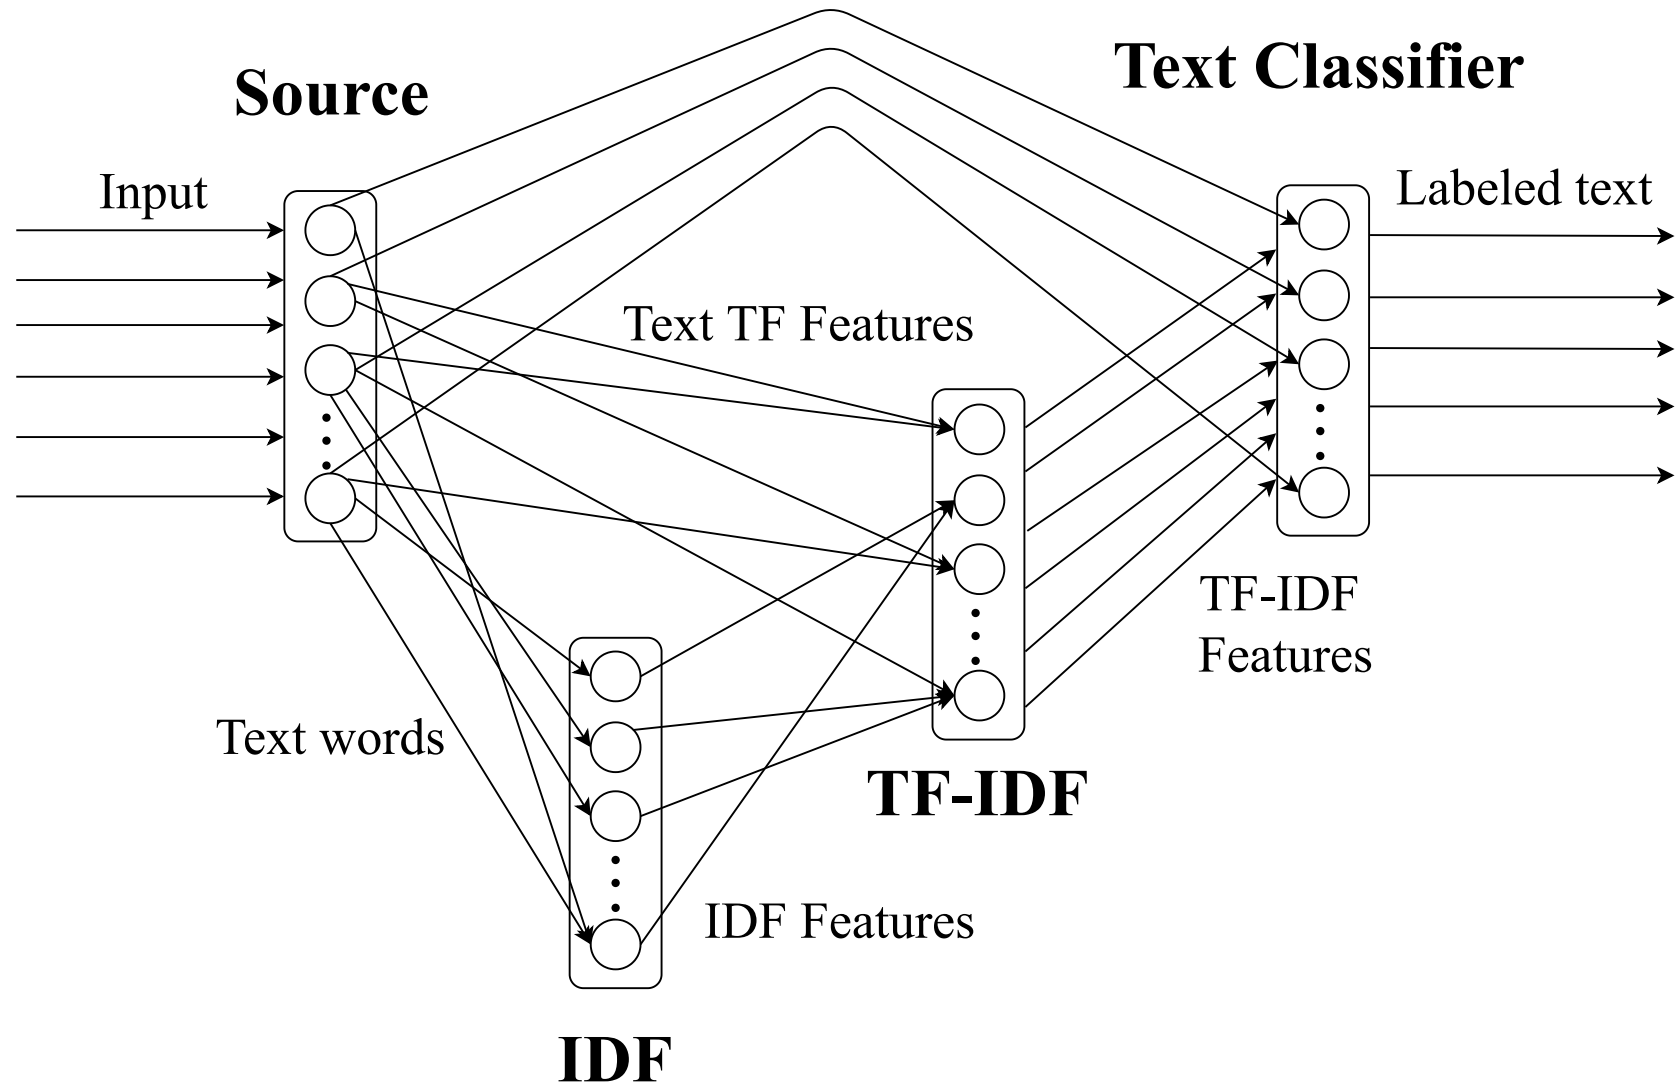 Source
Text Classifier
Input
Labeled text
Text TF Features
TF-IDF
Features
Text words
TF-IDF
IDF Features
IDF